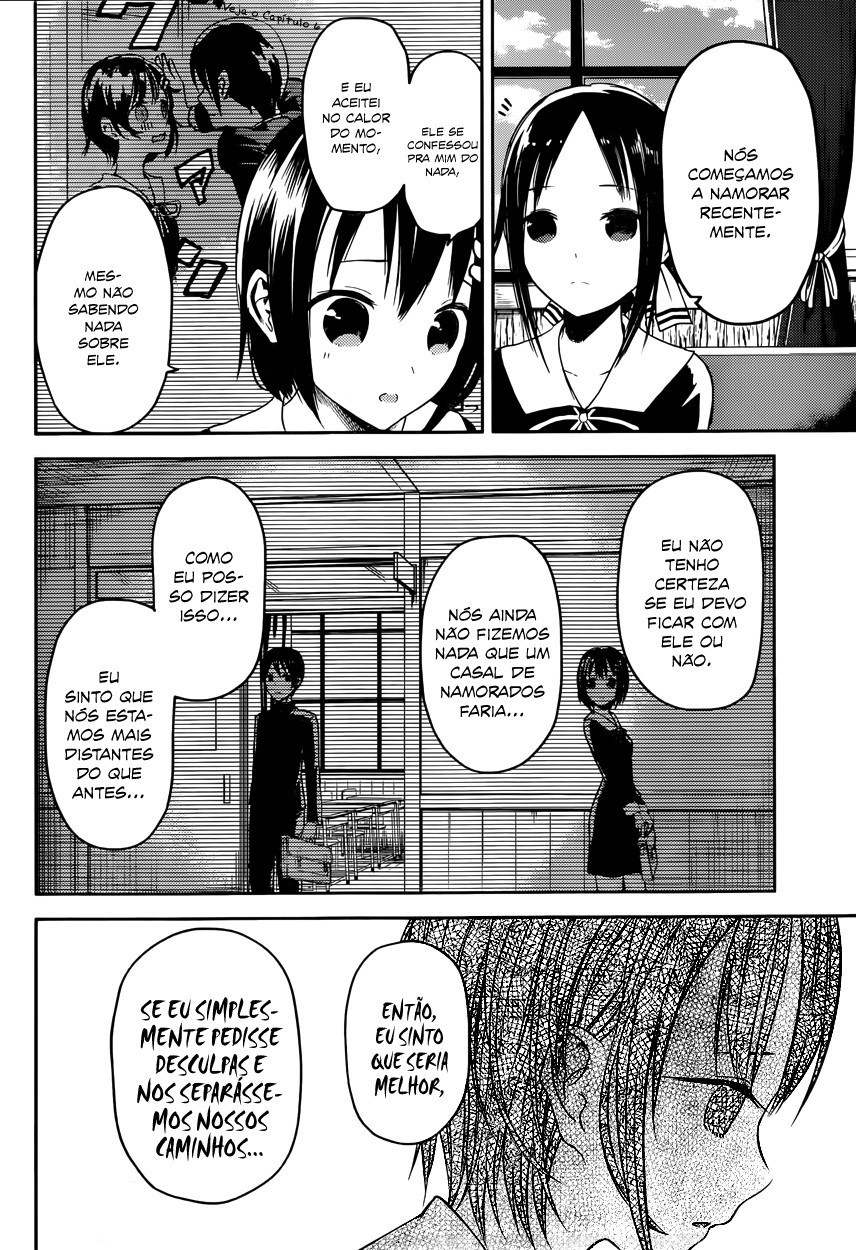 NÓS
COMEÇAMOS
A NAMORAR
RECENTE-
MENTE.
Veja o Capítulo 6
ELE SE
CONFESSOU
PRA MIM DO
NADA,
E EU
ACEITEI
NO CALOR
DO MO-
MENTO,
MES-
MO NÃO
SABENDO
NADA
SOBRE
ELE.
EU NÃO
TENHO
CERTEZA
SE EU DEVO
FICAR COM
ELE OU
NÃO.
NÓS AINDA
NÃO FIZEMOS
NADA QUE UM
CASAL DE
NAMORADOS
FARIA...
COMO
EU POS-
SO DIZER
ISSO...
EU
SINTO QUE
NÓS ESTA-
MOS MAIS
DISTANTES
DO QUE
ANTES...
ENTÃO,
EU SINTO
QUE SERIA
MELHOR,
SE EU SIMPLES-
MENTE PEDISSE
DESCULPAS E
NOS SEPARÁSSE-
MOS NOSSOS
CAMINHOS...